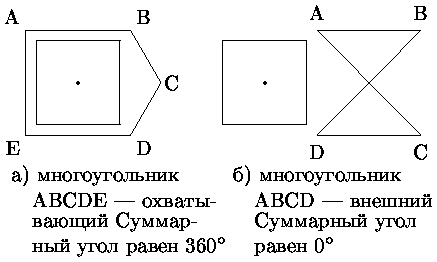 A B
C
E D
A B
D C
а) многоугольник
ABCDE — охваты-
вающий Суммар-
ный угол равен 360°
б) многоугольник
ABCD — внешний
Суммарный угол
равен 0°